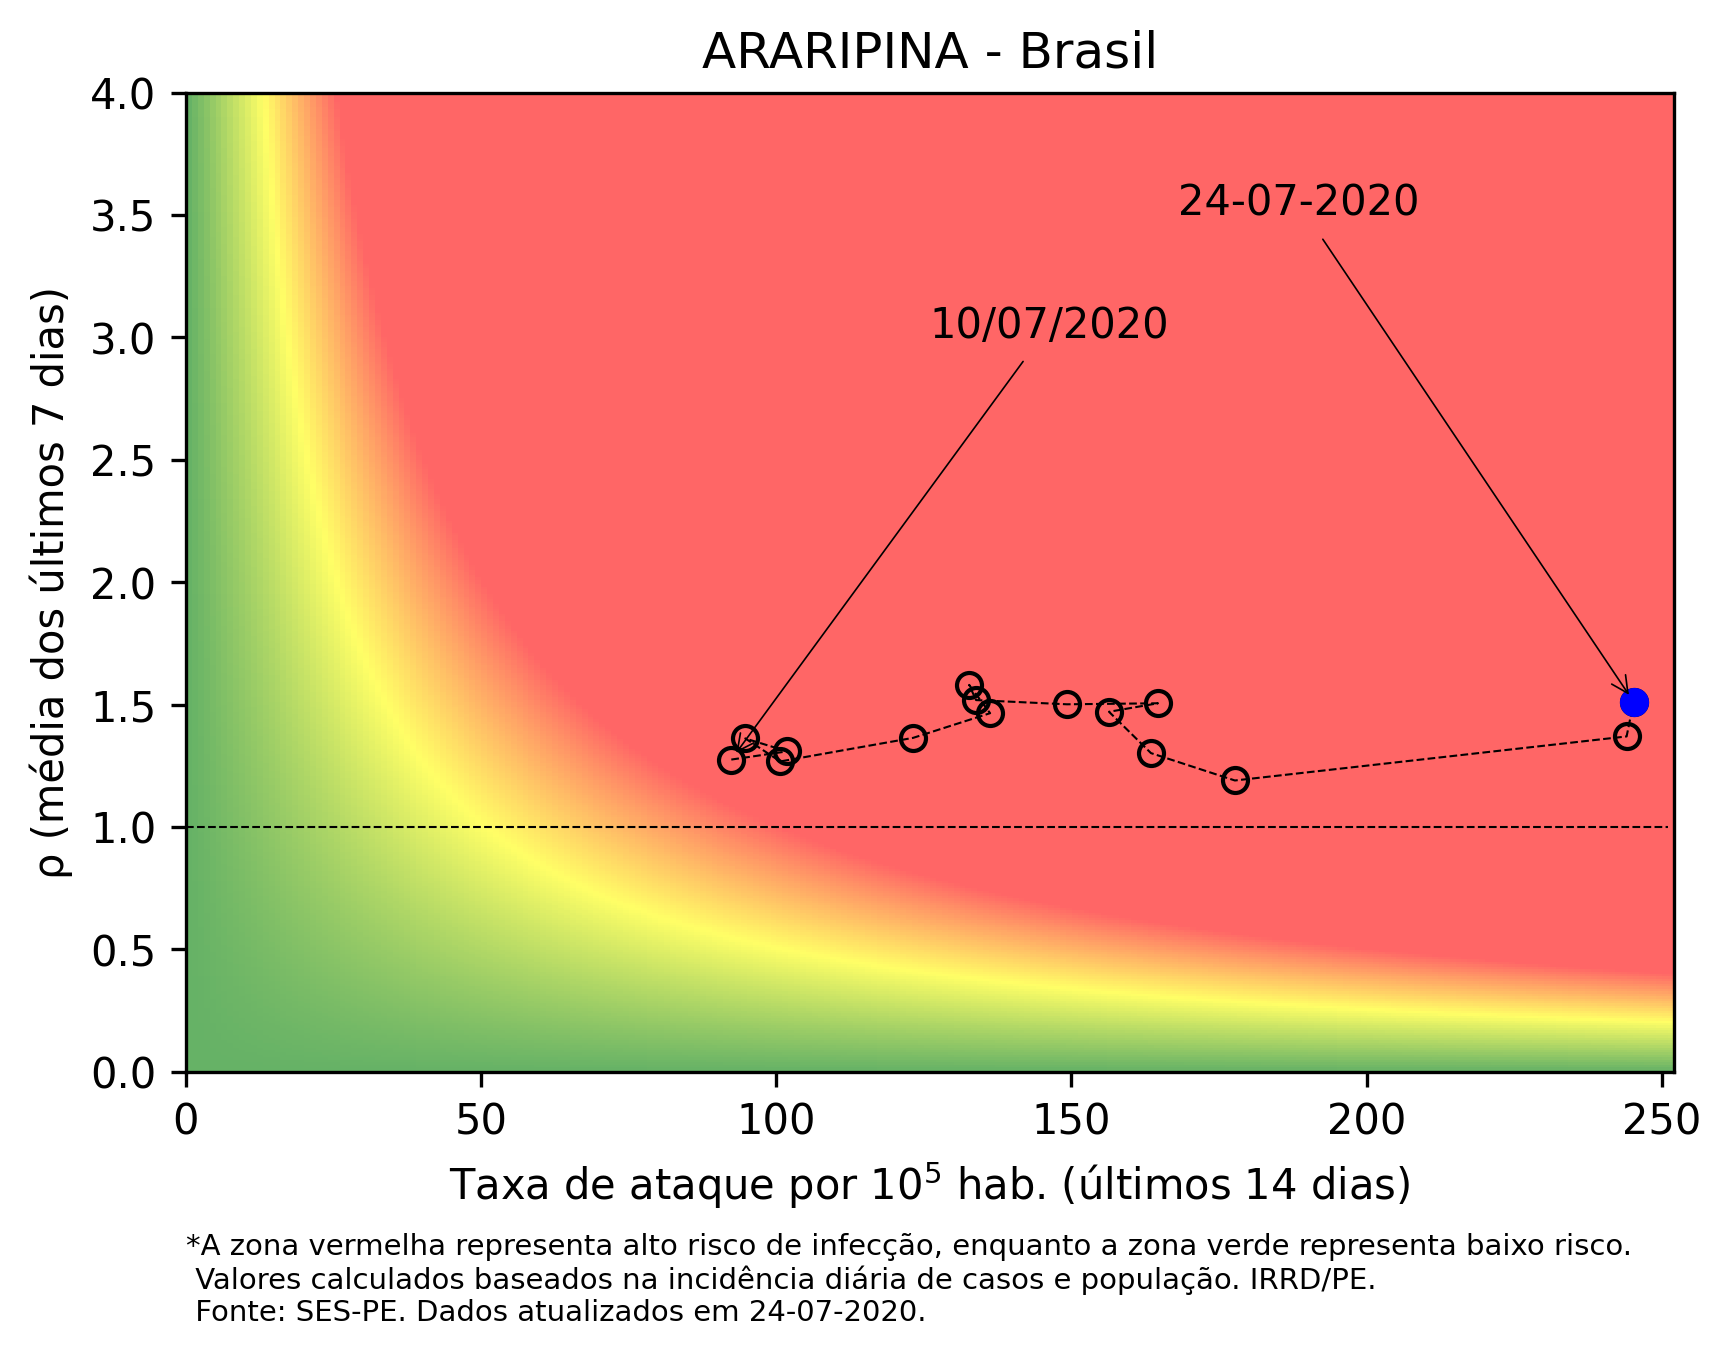 ARARIPINA - Brasil
4.0
3.5
3.0
2.5
2.0
1.5
1.0
0.5
0.0
ρ (média dos últimos 7 dias)
24-07-2020
10/07/2020
0 50 100 150 200 250
Taxa de ataque por 10⁵ hab. (últimos 14 dias)
*A zona vermelha representa alto risco de infecção, enquanto a zona verde representa baixo risco.
Valores calculados baseados na incidência diária de casos e população. IRRD/PE.
Fonte: SES-PE. Dados atualizados em 24-07-2020.